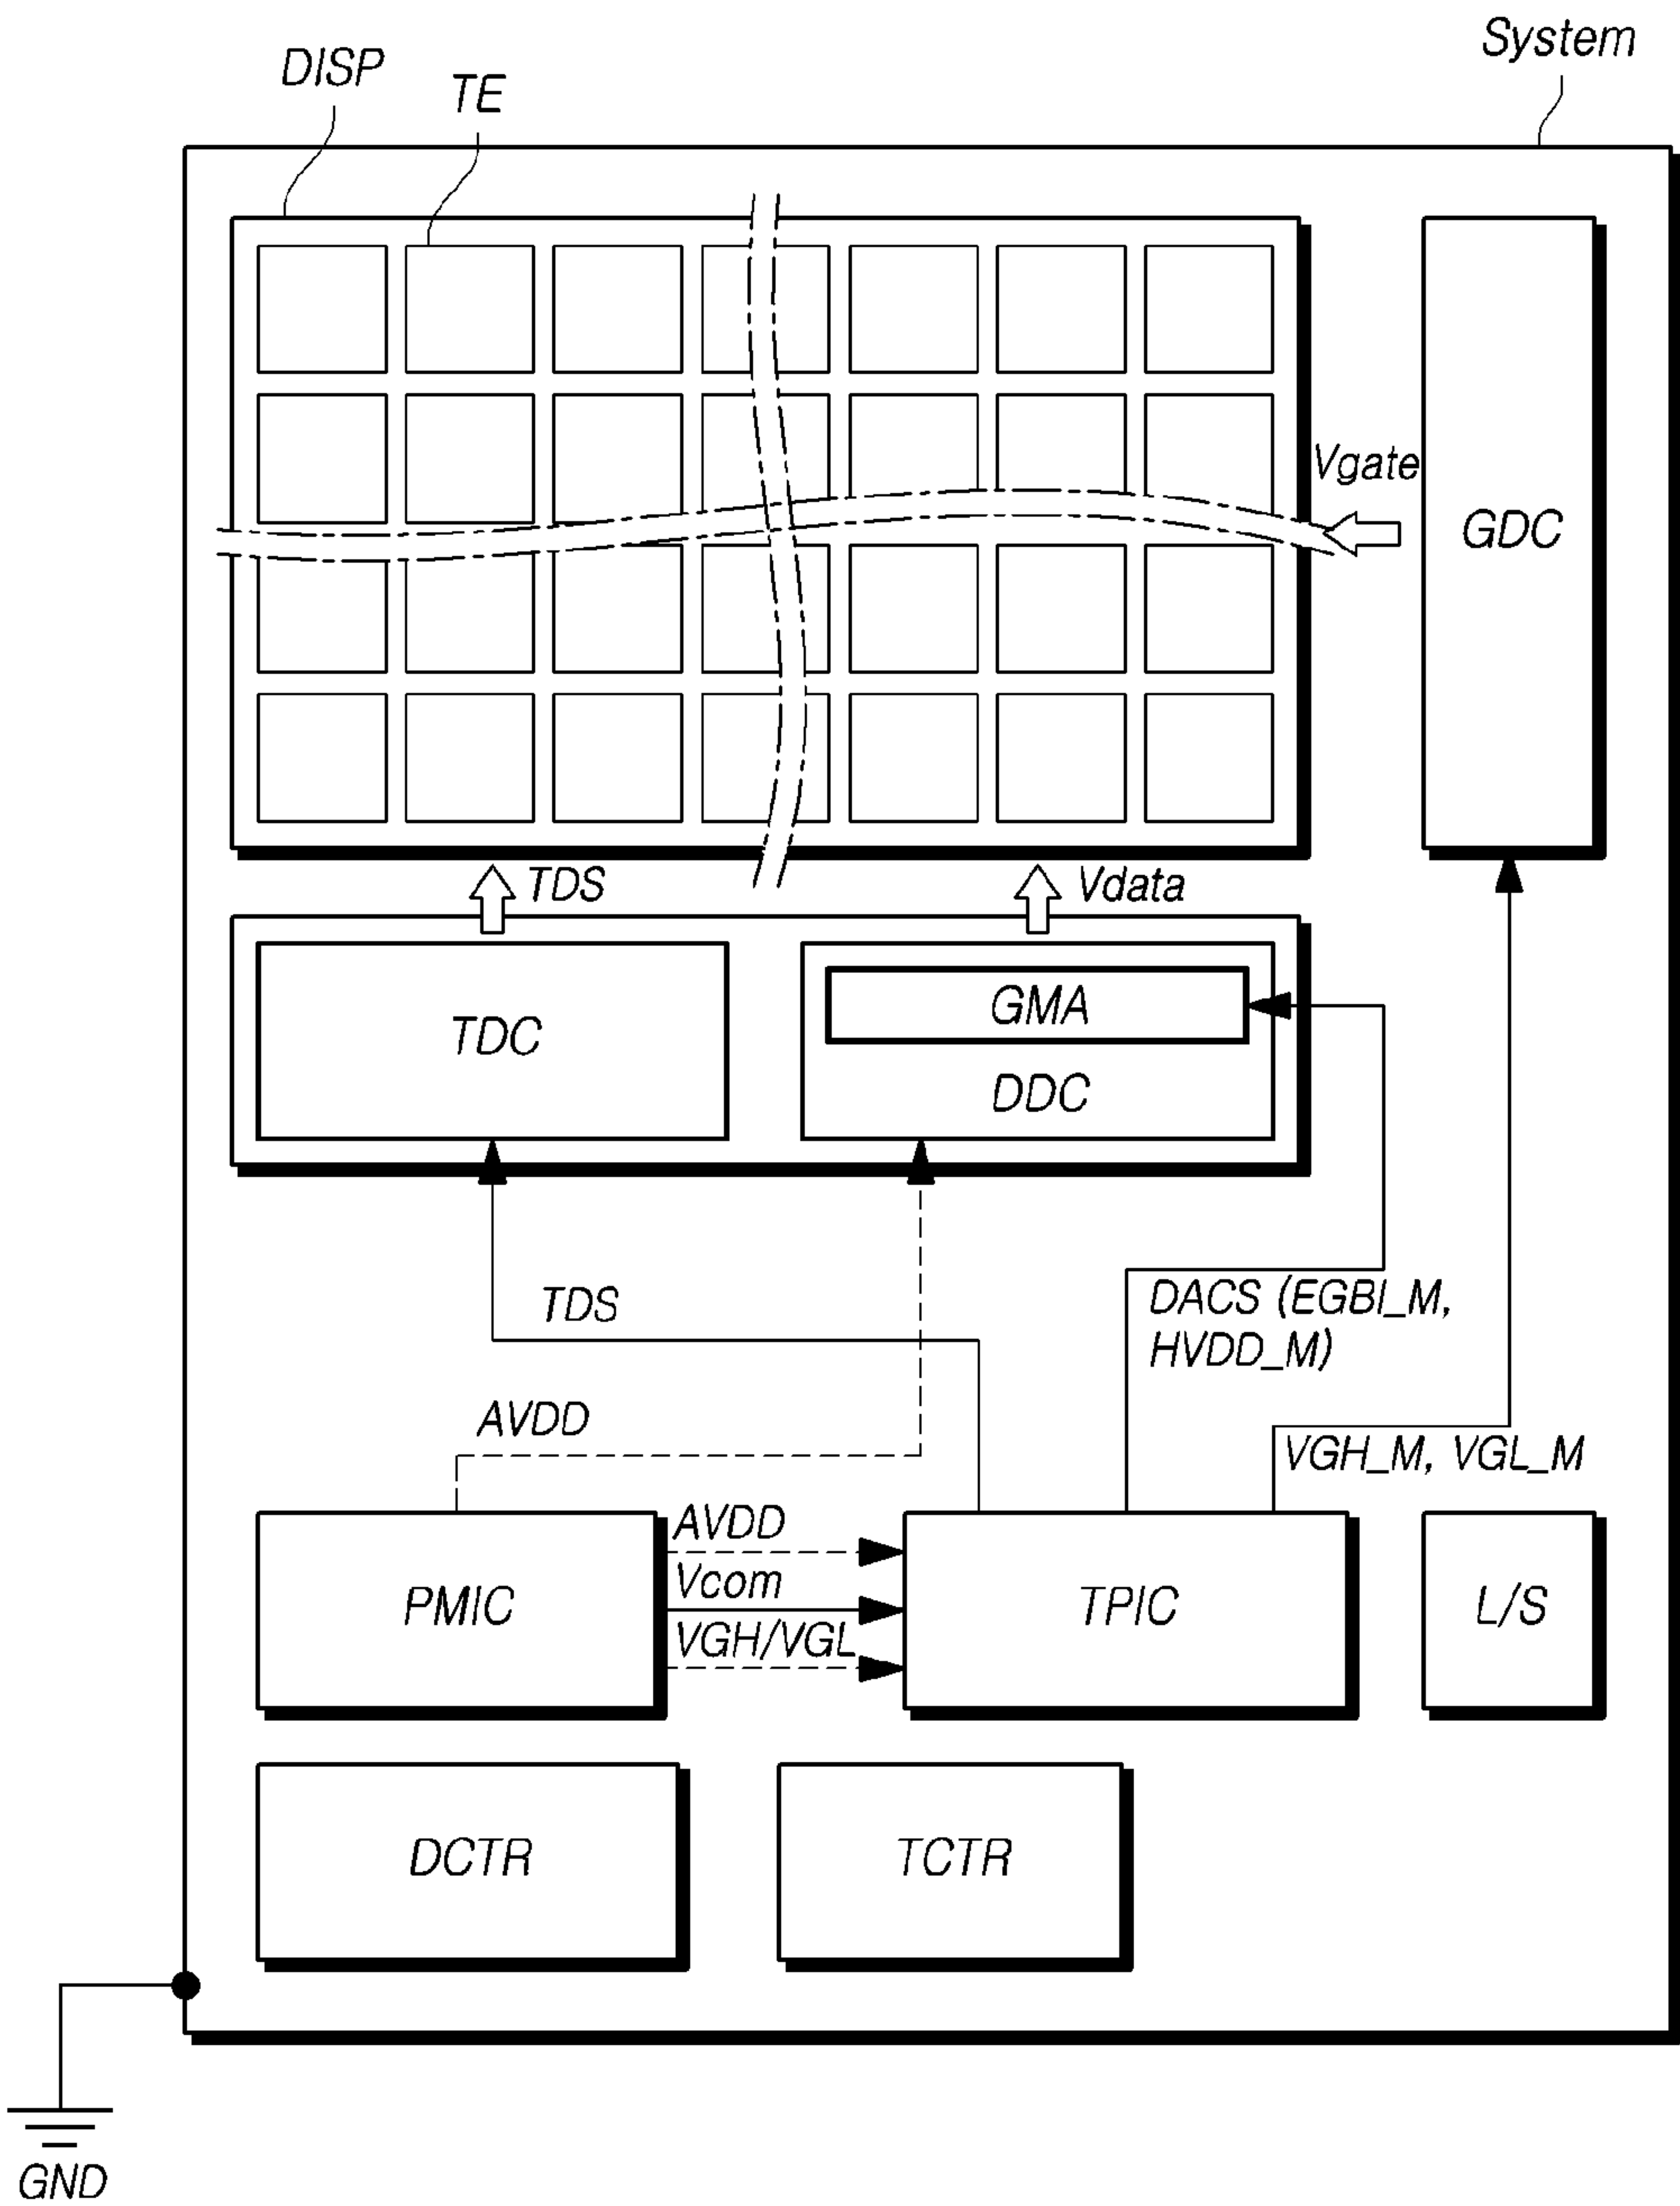 System
DISP
TE
Vgate
GDC
TDS
Vdata
GMA
TDC
DDC
TDS
DACS (EGBI_M,
HVDD_M)
AVDD
VGH_M, VGL_M
AVDD
Vcom
VGH/VGL
PMIC
TPIC
L/S
DCTR
TCTR
GND